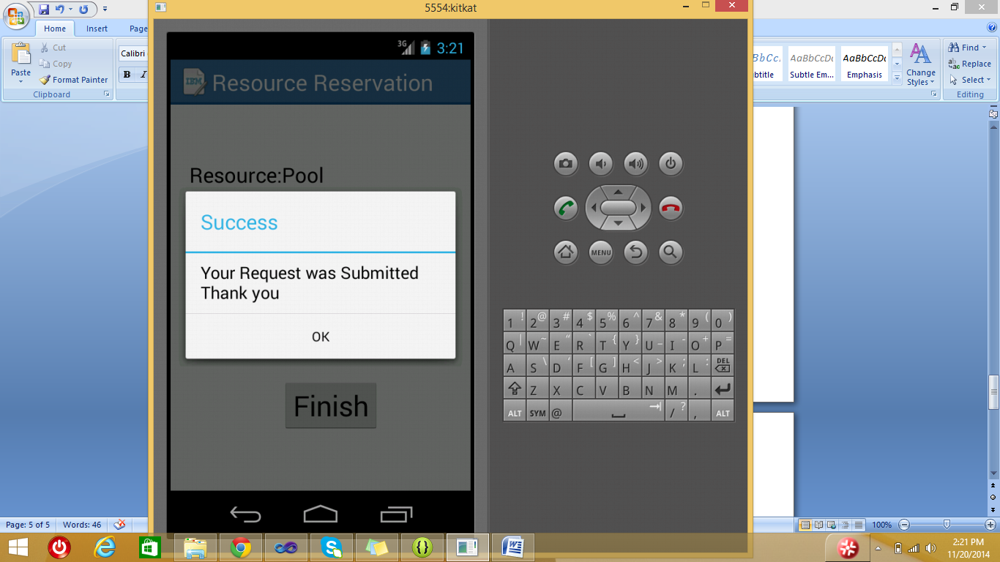 5554:kitkat
Home Insert Page
Cut
Copy
Format Painter
Paste
Clipboard
Calibri
B I
btitle
AaBbCcDc
Subtle Em...
AaBbCcDc
Emphasis
Change
Styles
Find
Replace
Select
Editing
3G 3:21
IBM Resource Reservation
Resource:Pool
Success
Your Request was Submitted
Thank you
OK
Finish
MENU
1 ! 2 @ 3 # 4 $ 5 % 6 ^ 7 & 8 * 9 ( 0 )
Q | W ~ E " R ` T { Y } U _ I - O + P =
A S \ D ' F [ G ] H < J > K ; L : DEL
Z X C V B N M .
ALT SYM @ / ? , ALT
Page: 5 of 5 Words: 46
100%
2:21 PM
11/20/2014